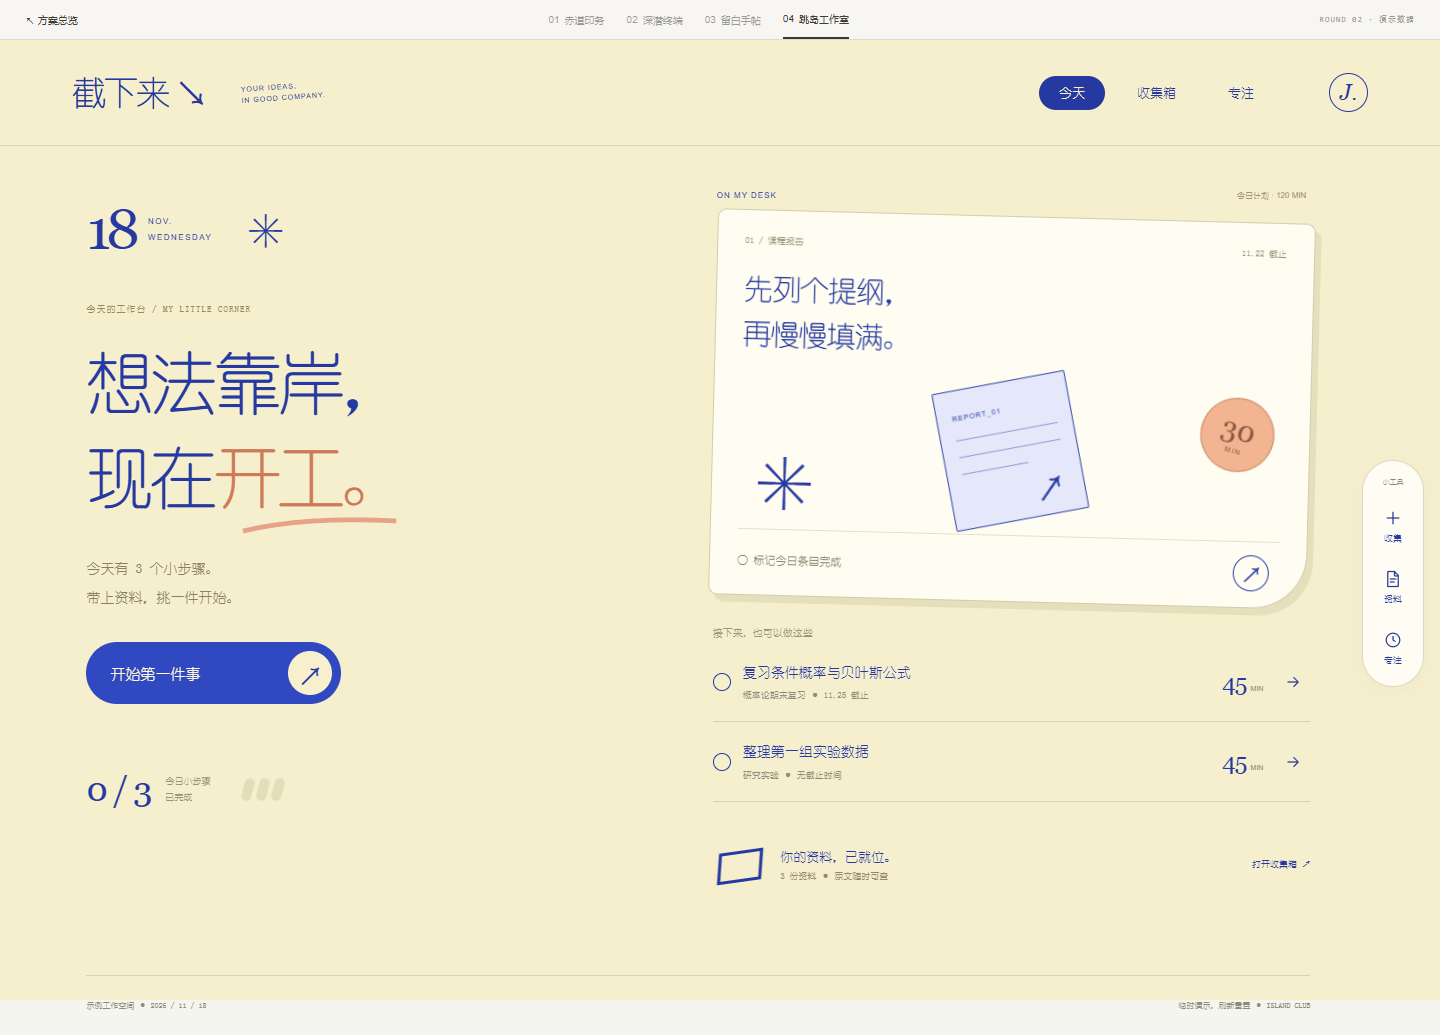 ↖ 方案总览
01 赤道印务
02 深潜终端
03 留白手帖
04 跳岛工作室
ROUND 02 · 演示数据
截下来 ↘
YOUR IDEAS,
IN GOOD COMPANY.
今天
收集箱
专注
J.
18
NOV.
WEDNESDAY
今天的工作台 / MY LITTLE CORNER
想法靠岸，
现在开工。
今天有 3 个小步骤。
带上资料，挑一件开始。
开始第一件事
0/3
今日小步骤
已完成
ON MY DESK
今日计划 · 120 MIN
01 / 课程报告
11.22 截止
先列个提纲，
再慢慢填满。
REPORT_01
30
MIN
标记今日条目完成
接下来，也可以做这些
复习条件概率与贝叶斯公式
概率论期末复习 ● 11.25 截止
45 MIN
整理第一组实验数据
研究实验 ● 无截止时间
45 MIN
你的资料，已就位。
3 份资料 ● 原文随时可查
打开收集箱 ↗
小工具
收集
资料
专注
示例工作空间 ● 2026 / 11 / 18
临时演示，刷新重置 ● ISLAND CLUB